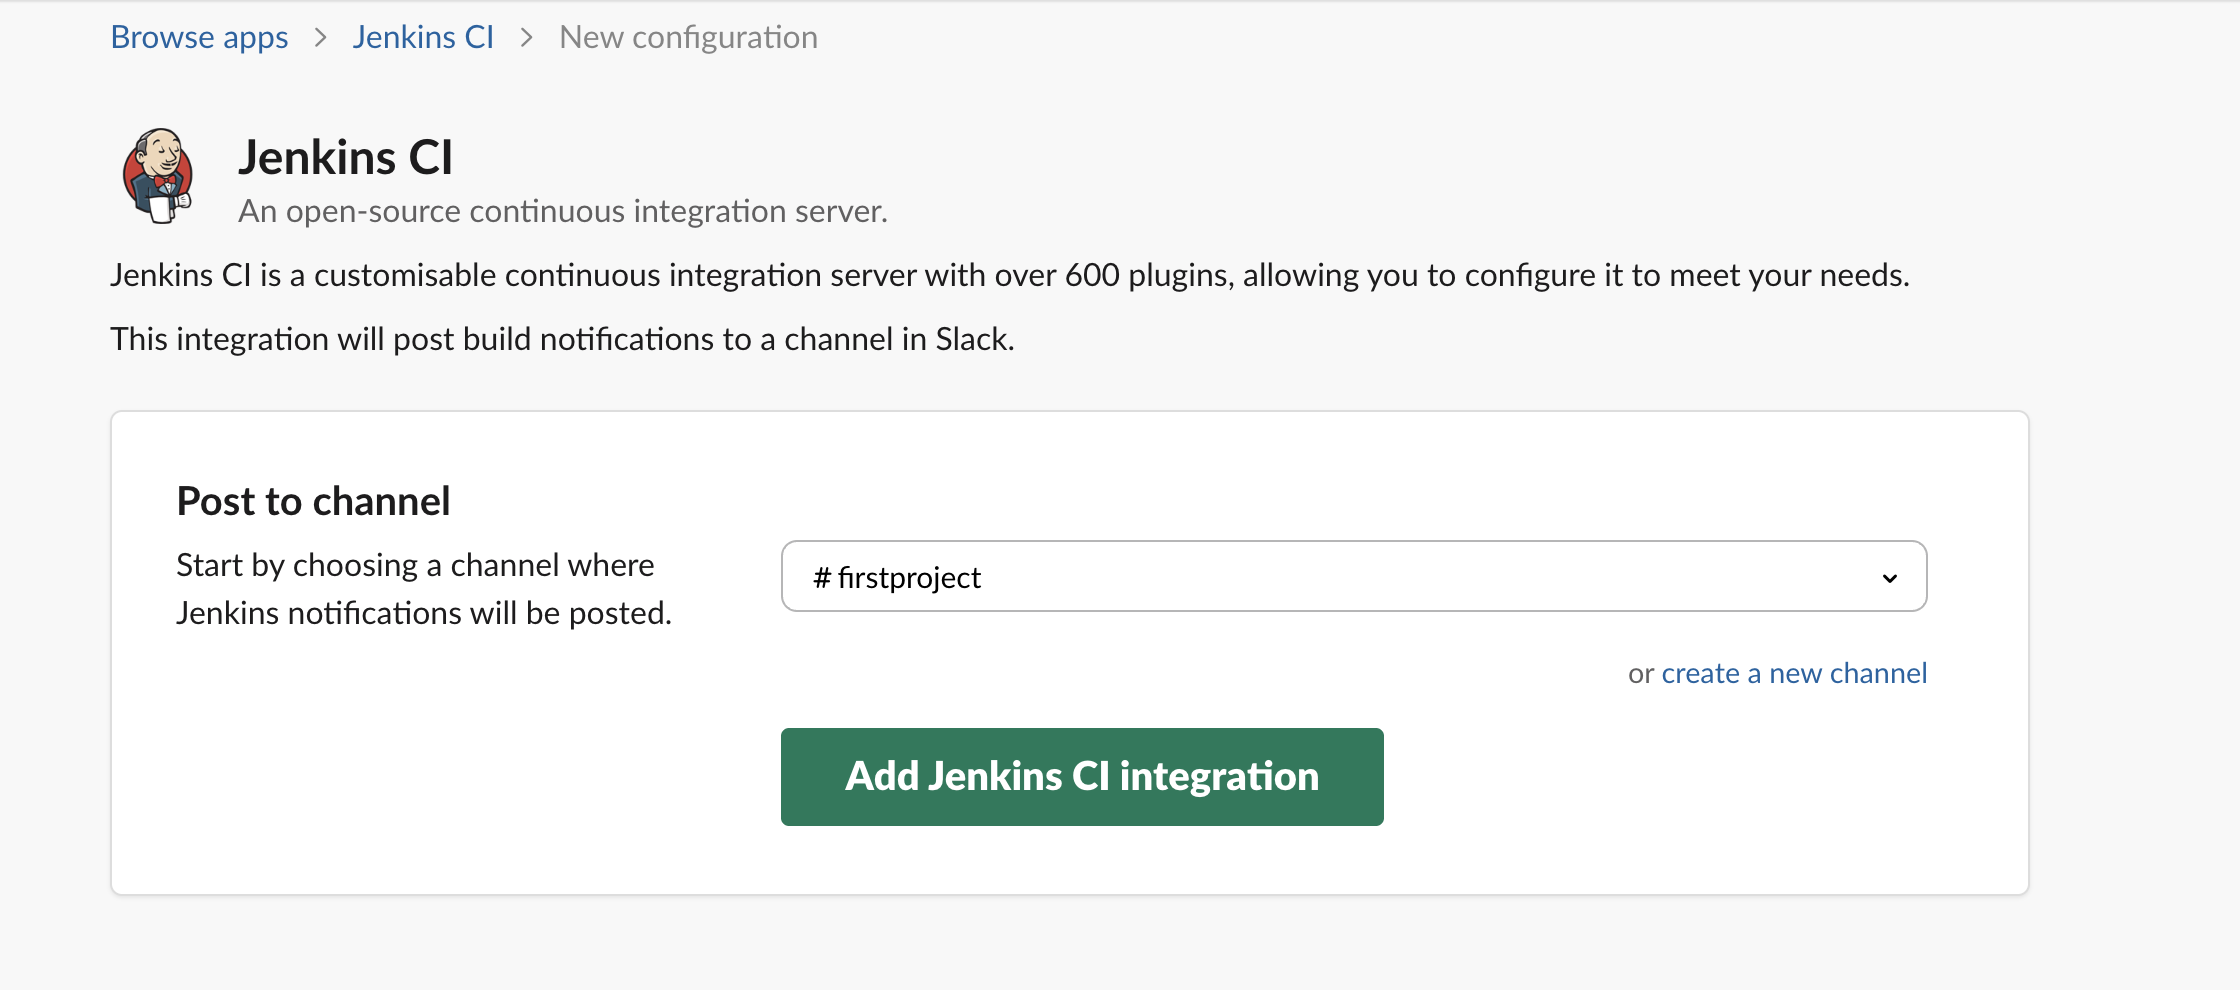 Browse apps > Jenkins CI > New configuration
Jenkins CI
An open-source continuous integration server.
Jenkins CI is a customisable continuous integration server with over 600 plugins, allowing you to configure it to meet your needs.
This integration will post build notifications to a channel in Slack.
Post to channel
Start by choosing a channel where
Jenkins notifications will be posted.
# firstproject
or create a new channel
Add Jenkins CI integration